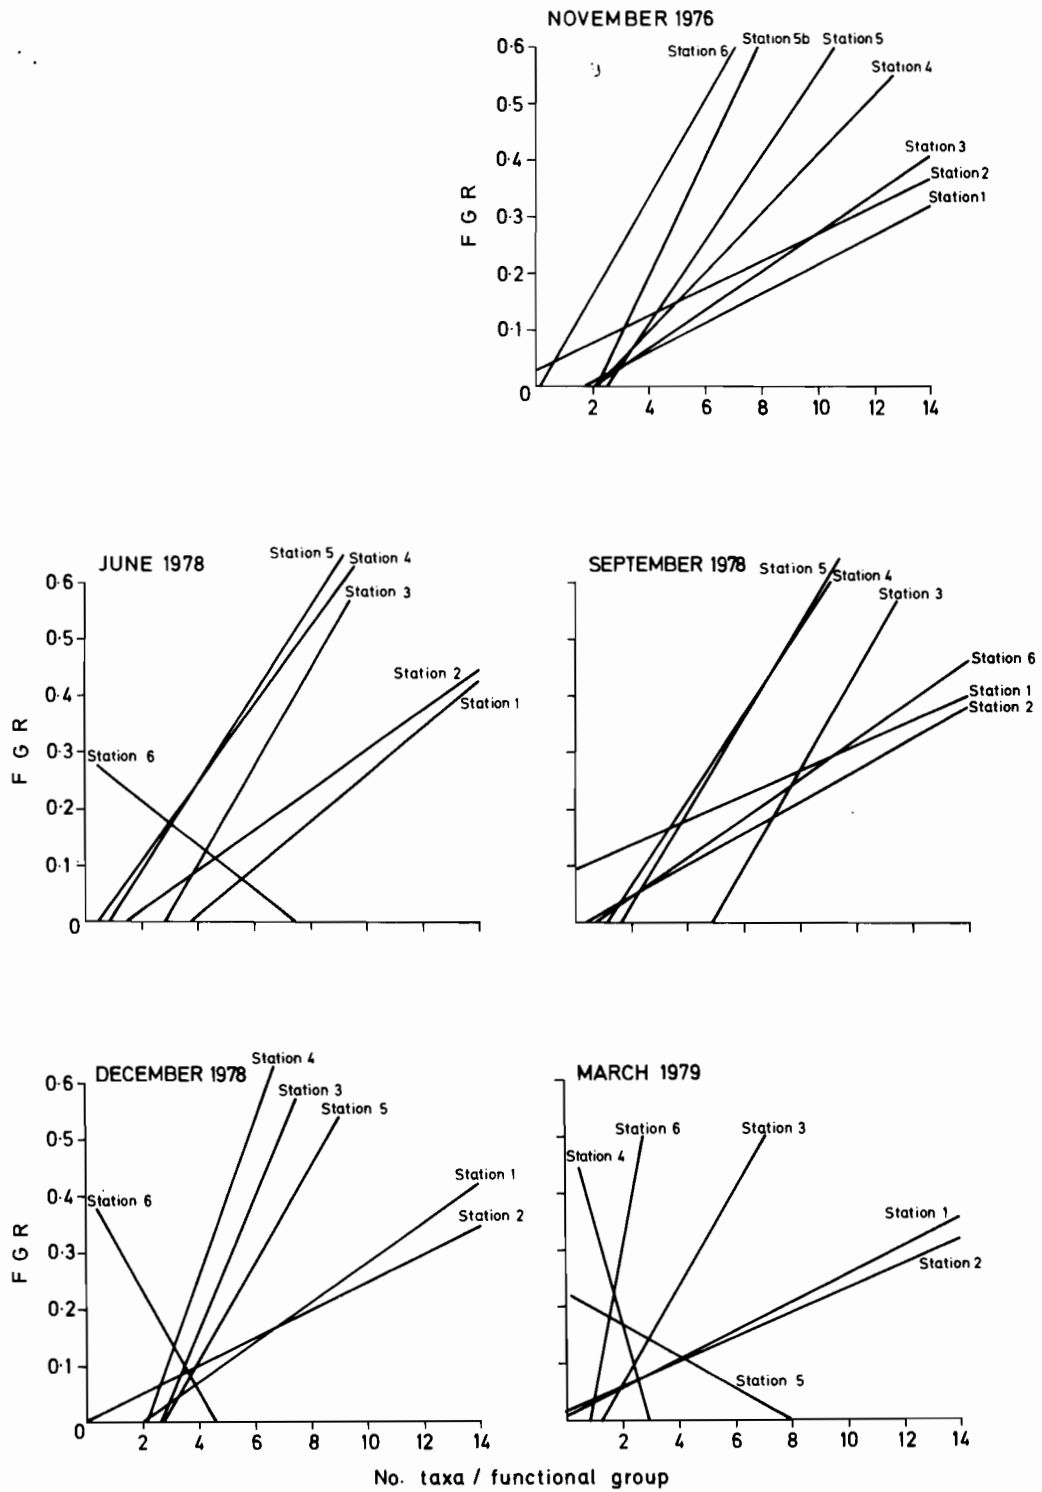 NOVEMBER 1976
Station 6
Station 5b
Station 5
Station 4
Station 3
Station 2
Station 1
0·6
0·5
0·4
0·3
0·2
0·1
0
F G R
2 4 6 8 10 12 14
JUNE 1978
Station 5
Station 4
Station 3
Station 2
Station 1
Station 6
0·6
0·5
0·4
0·3
0·2
0·1
0
F G R
SEPTEMBER 1978
Station 5
Station 4
Station 3
Station 6
Station 1
Station 2
DECEMBER 1978
Station 4
Station 3
Station 5
Station 1
Station 2
Station 6
0·6
0·5
0·4
0·3
0·2
0·1
0
F G R
2 4 6 8 10 12 14
MARCH 1979
Station 6
Station 3
Station 4
Station 1
Station 2
Station 5
2 4 6 8 10 12 14
No. taxa / functional group